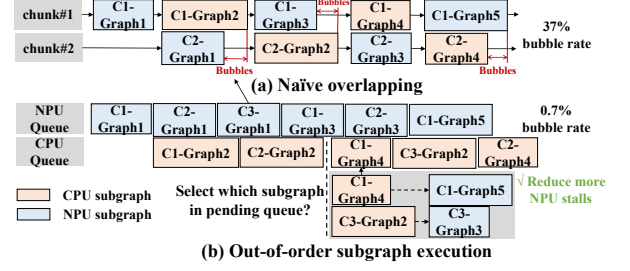 chunk#1
C1-
Graph1
C1-Graph2
C1-
Graph3
Bubbles
C1-
Graph4
C1-Graph5
37%
bubble rate
chunk#2
C2-
Graph1
Bubbles
C2-Graph2
C2-
Graph3
C2-
Graph4
Bubbles
(a) Naïve overlapping
NPU
Queue
C1-
Graph1
C2-
Graph1
C3-
Graph1
C1-
Graph3
C2-
Graph3
C1-Graph5
0.7%
bubble rate
CPU
Queue
C1-Graph2
C2-Graph2
C1-
Graph4
C3-Graph2
C2-
Graph4
CPU subgraph
NPU subgraph
Select which subgraph
in pending queue?
C1-
Graph4
C1-Graph5
C3-Graph2
C3-
Graph3
√ Reduce more
NPU stalls
(b) Out-of-order subgraph execution